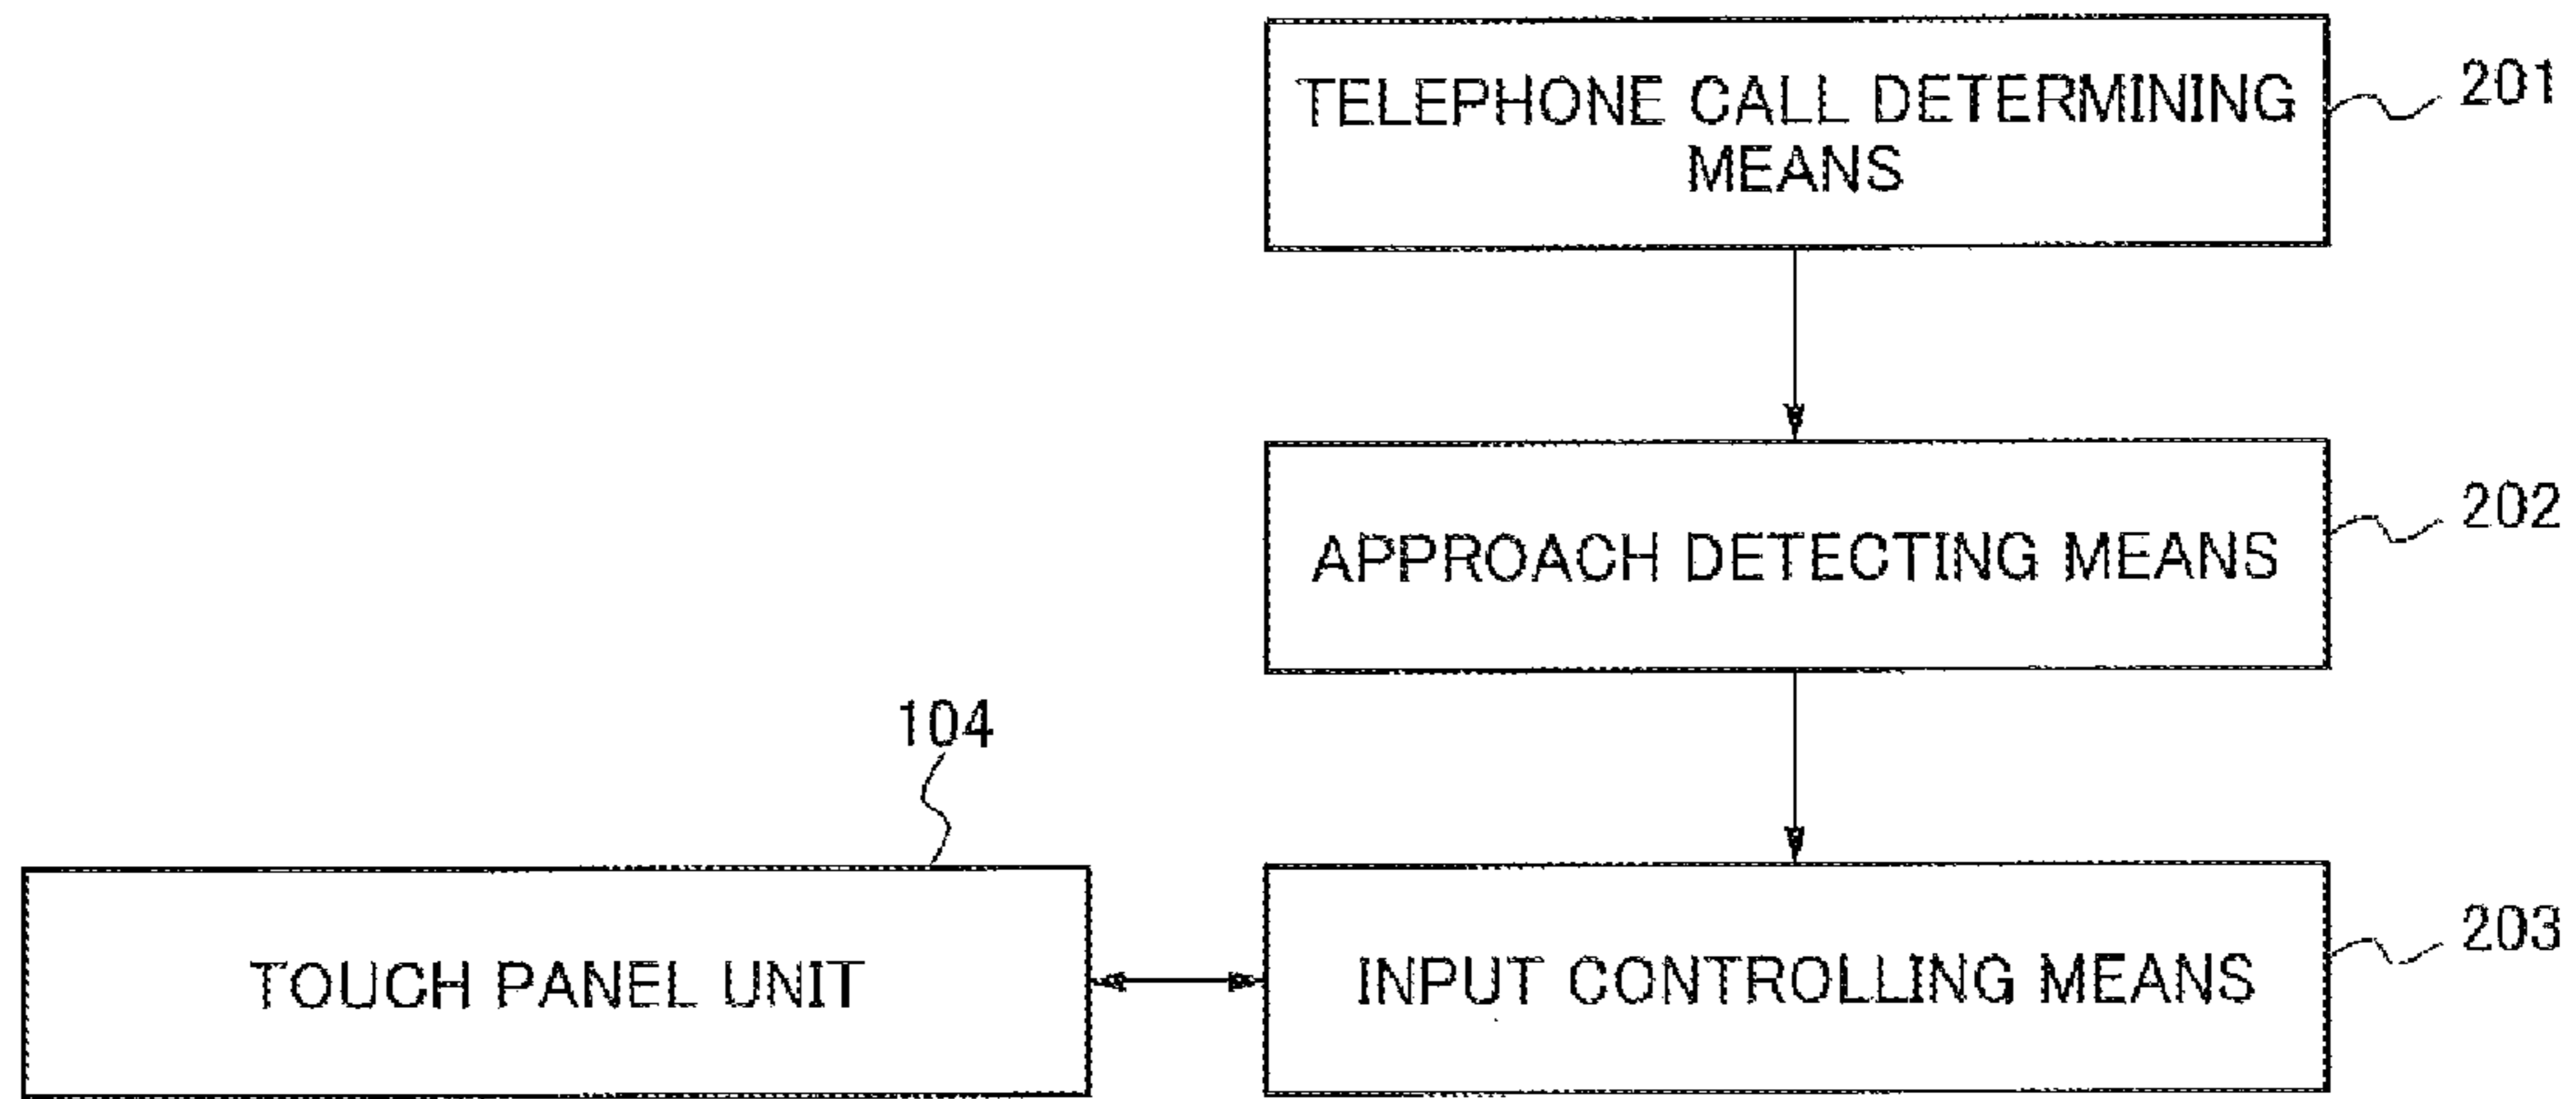 TELEPHONE CALL DETERMINING
MEANS
201
APPROACH DETECTING MEANS
202
104
TOUCH PANEL UNIT
INPUT CONTROLLING MEANS
203